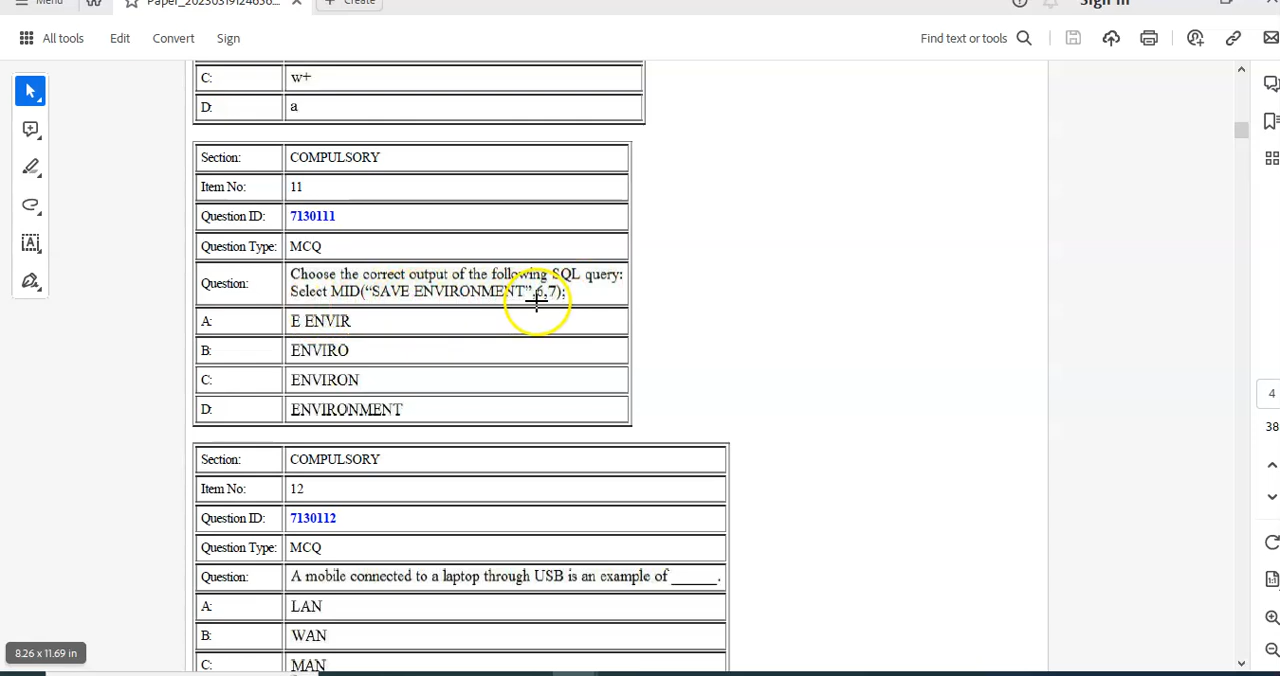 Menu
Paper_20230319124636...
Create
Sign in
All tools
Edit
Convert
Sign
Find text or tools
C: w+
D: a
Section: COMPULSORY
Item No: 11
Question ID: 7130111
Question Type: MCQ
Question: Choose the correct output of the following SQL query:
Select MID(“SAVE ENVIRONMENT”,6,7);
A: E ENVIR
B: ENVIRO
C: ENVIRON
D: ENVIRONMENT
Section: COMPULSORY
Item No: 12
Question ID: 7130112
Question Type: MCQ
Question: A mobile connected to a laptop through USB is an example of ______.
A: LAN
B: WAN
C: MAN
8.26 x 11.69 in
4
38